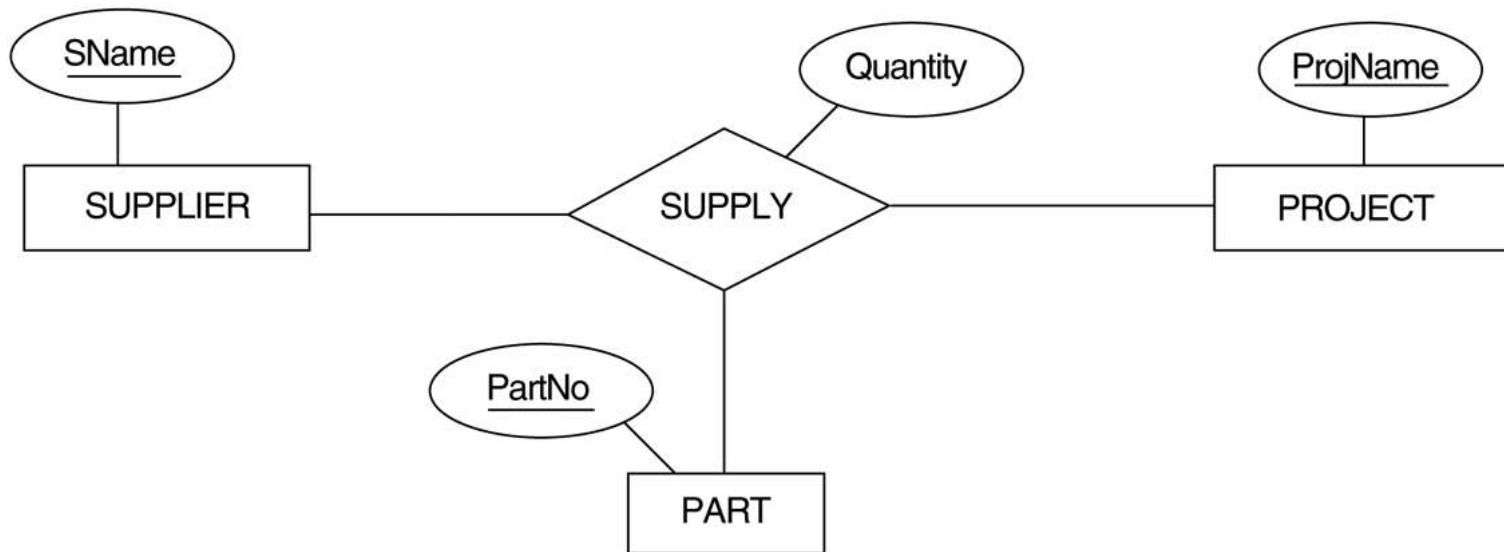 SName
Quantity
ProjName
SUPPLIER
SUPPLY
PROJECT
PartNo
PART